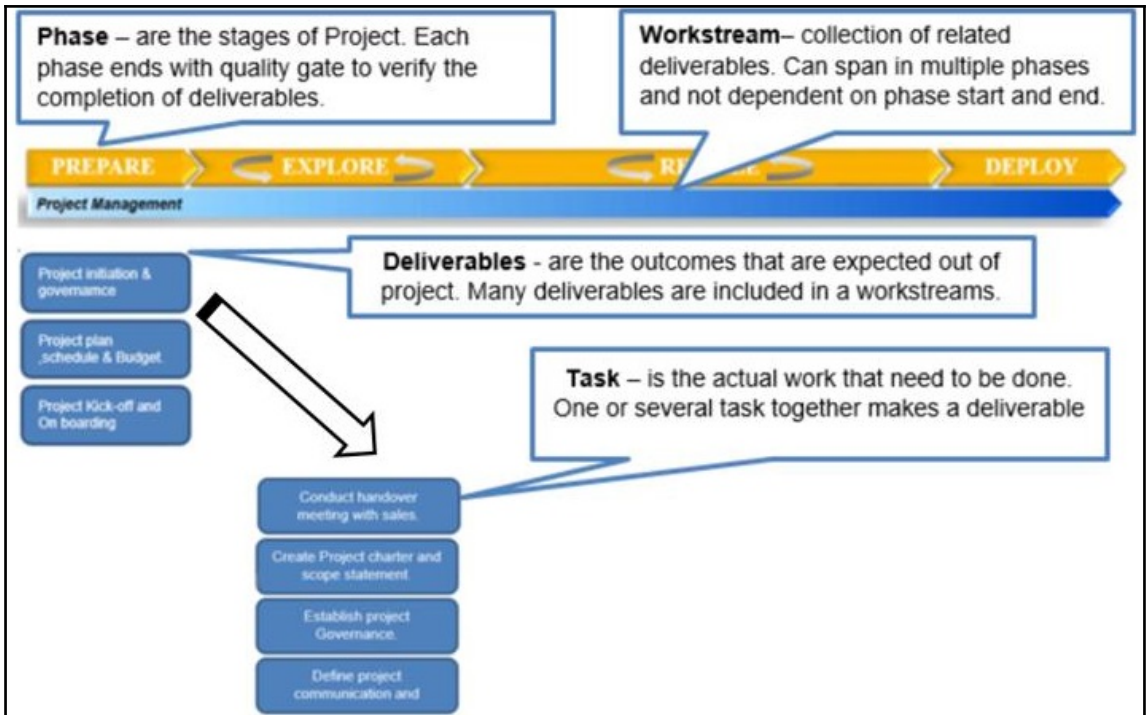 Phase – are the stages of Project. Each
phase ends with quality gate to verify the
completion of deliverables.
Workstream– collection of related
deliverables. Can span in multiple phases
and not dependent on phase start and end.
PREPARE
EXPLORE
DEPLOY
Project Management
Deliverables - are the outcomes that are expected out of
project. Many deliverables are included in a workstreams.
Project initiation &
governamce
Project plan
,schedule & Budget
Project Kick-off and
On boarding
Task – is the actual work that need to be done.
One or several task together makes a deliverable
Conduct handover
meeting with sales.
Create Project charter and
scope statement
Establish project
Governance.
Define project
communication and